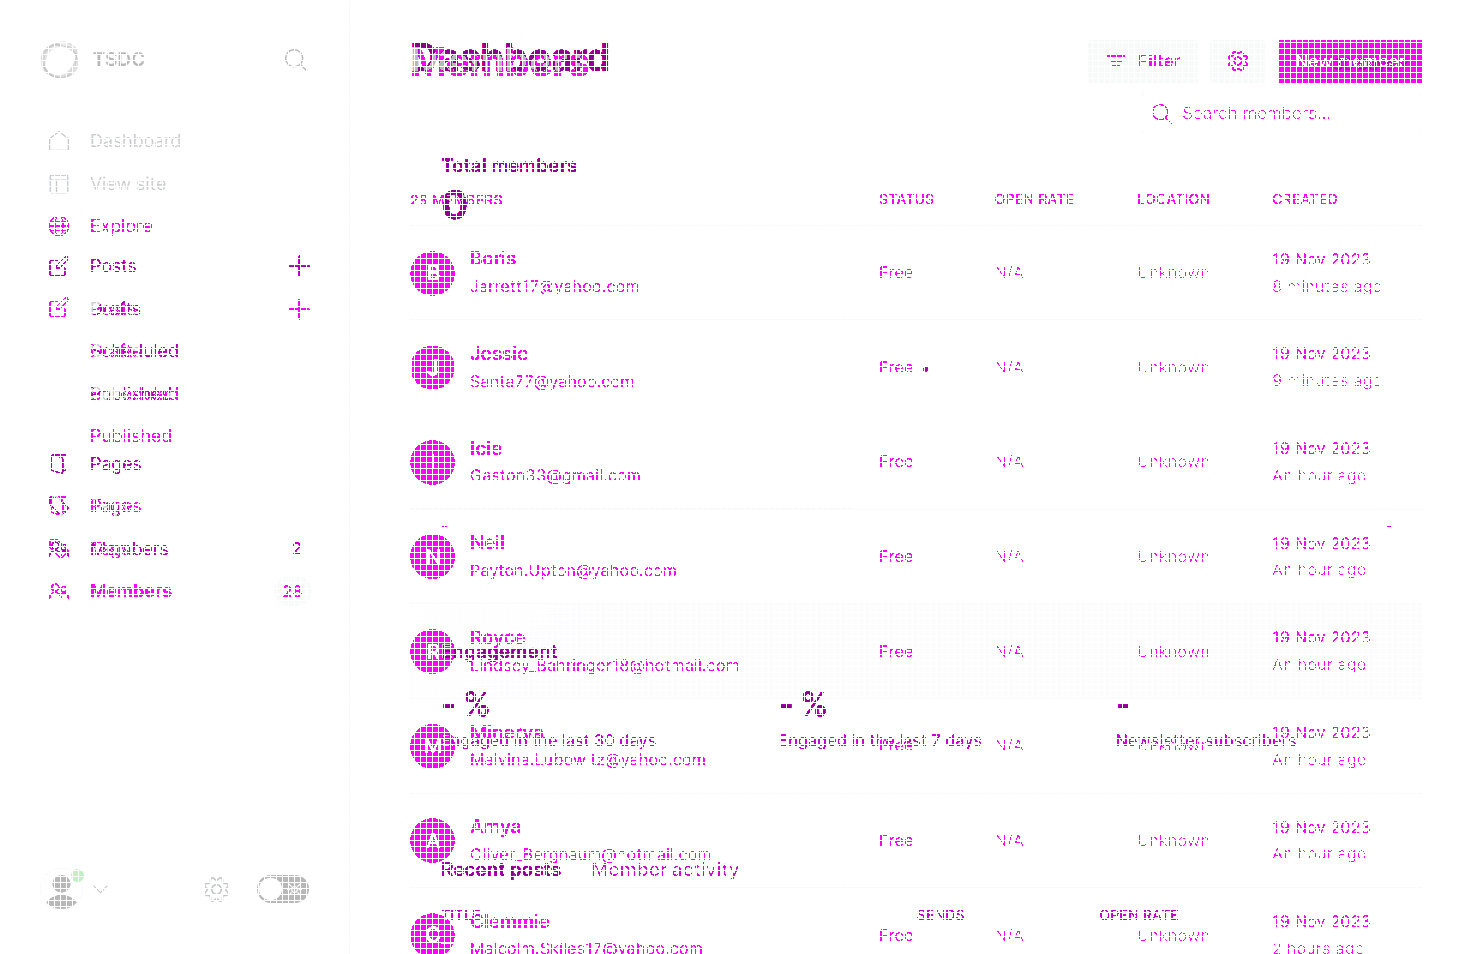 TSDC
Dashboard
View site
Explore
Posts
Scheduled
Published
Pages
Pages
Members 2
Members 28
Dashboard
Filter
New member
Search members...
Total members
0
28 MEMBERS STATUS OPEN RATE LOCATION CREATED
Boris
Jarrett17@yahoo.com
Free N/A Unknown
19 Nov 2023
8 minutes ago
Jessie
Santa77@yahoo.com
Free N/A Unknown
19 Nov 2023
9 minutes ago
Icie
Gaston33@gmail.com
Free N/A Unknown
19 Nov 2023
An hour ago
N
Neil
Payton.Upton@yahoo.com
Free N/A Unknown
19 Nov 2023
An hour ago
R
Royce
Lindsey_Bahringer18@hotmail.com
Free N/A Unknown
19 Nov 2023
An hour ago
Engagement
- % - % -
Engaged in the last 30 days Engaged in the last 7 days Newsletter subscribers
M
Minerva
Free N/A Unknown
19 Nov 2023
An hour ago
A
Amya
Oliver_Bergnaum@hotmail.com
Free N/A Unknown
19 Nov 2023
An hour ago
Recent posts Member activity
TITLE SENDS OPEN RATE
C
Clemmie
Malcolm.Skiles17@yahoo.com
Free N/A Unknown
19 Nov 2023
2 hours ago